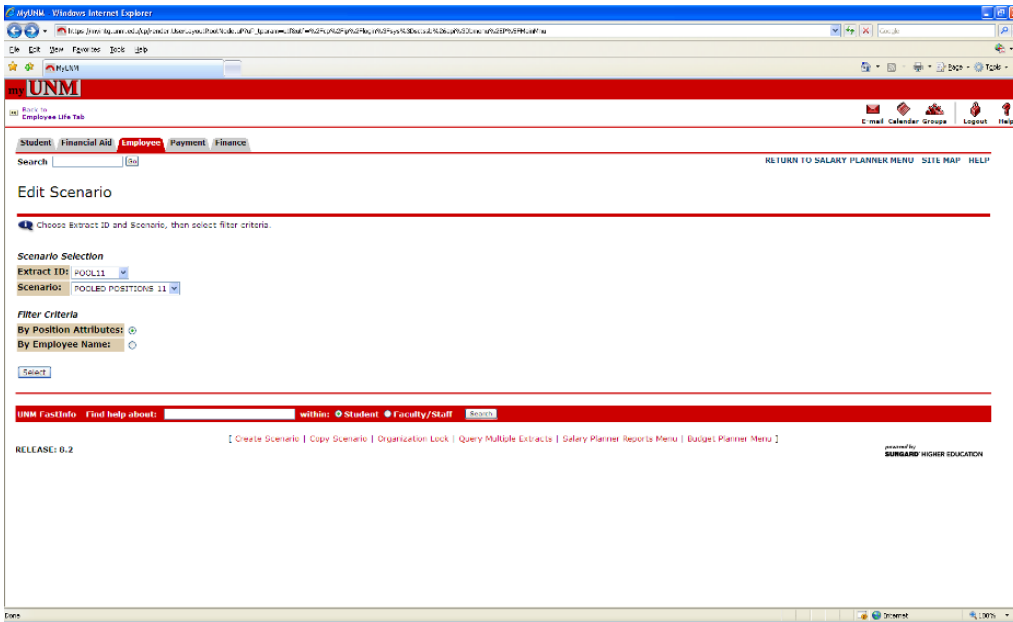 MyUNM - Windows Internet Explorer
Google
File Edit View Favorites Tools Help
MyUNM
Page Tools
my UNM
Back to
Employee Life Tab
E-mail Calendar Groups Logout Help
Student Financial Aid Employee Payment Finance
Search Go
RETURN TO SALARY PLANNER MENU SITE MAP HELP
Edit Scenario
Choose Extract ID and Scenario, then select filter criteria.
Scenario Selection
Extract ID: POOL11
Scenario: POOLED POSITIONS 11
Filter Criteria
By Position Attributes:
By Employee Name:
Select
UNM FastInfo Find help about: within: Student Faculty/Staff Search
[ Create Scenario | Copy Scenario | Organization Lock | Query Multiple Extracts | Salary Planner Reports Menu | Budget Planner Menu ]
RELEASE: 8.2
powered by
SUNGARD HIGHER EDUCATION
Done Internet 100%